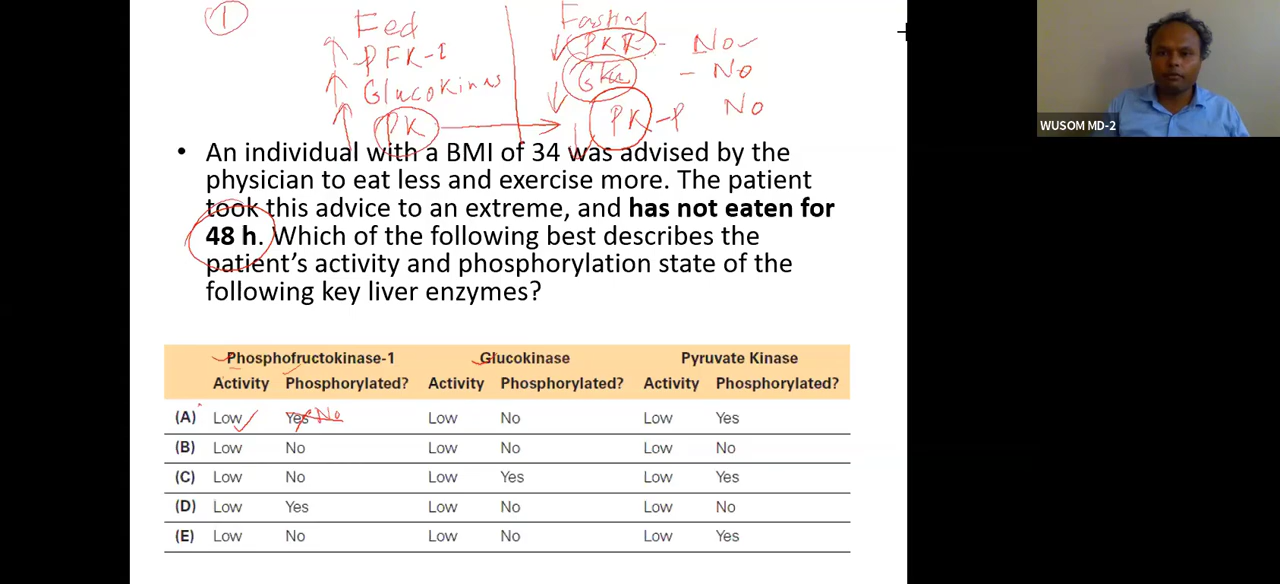 1
Fed
Fasting
↑ PFK-1
↓ PKR - No
↑ Glucokinas
↓ Glu - No
↑ PK → ↓ PK-P No
• An individual with a BMI of 34 was advised by the
physician to eat less and exercise more. The patient
took this advice to an extreme, and has not eaten for
48 h. Which of the following best describes the
patient’s activity and phosphorylation state of the
following key liver enzymes?
Phosphofructokinase-1 Glucokinase Pyruvate Kinase
Activity Phosphorylated? Activity Phosphorylated? Activity Phosphorylated?
(A) Low Yes No Low No Low Yes
(B) Low No Low No Low No
(C) Low No Low Yes Low Yes
(D) Low Yes Low No Low No
(E) Low No Low No Low Yes
WUSOM MD-2